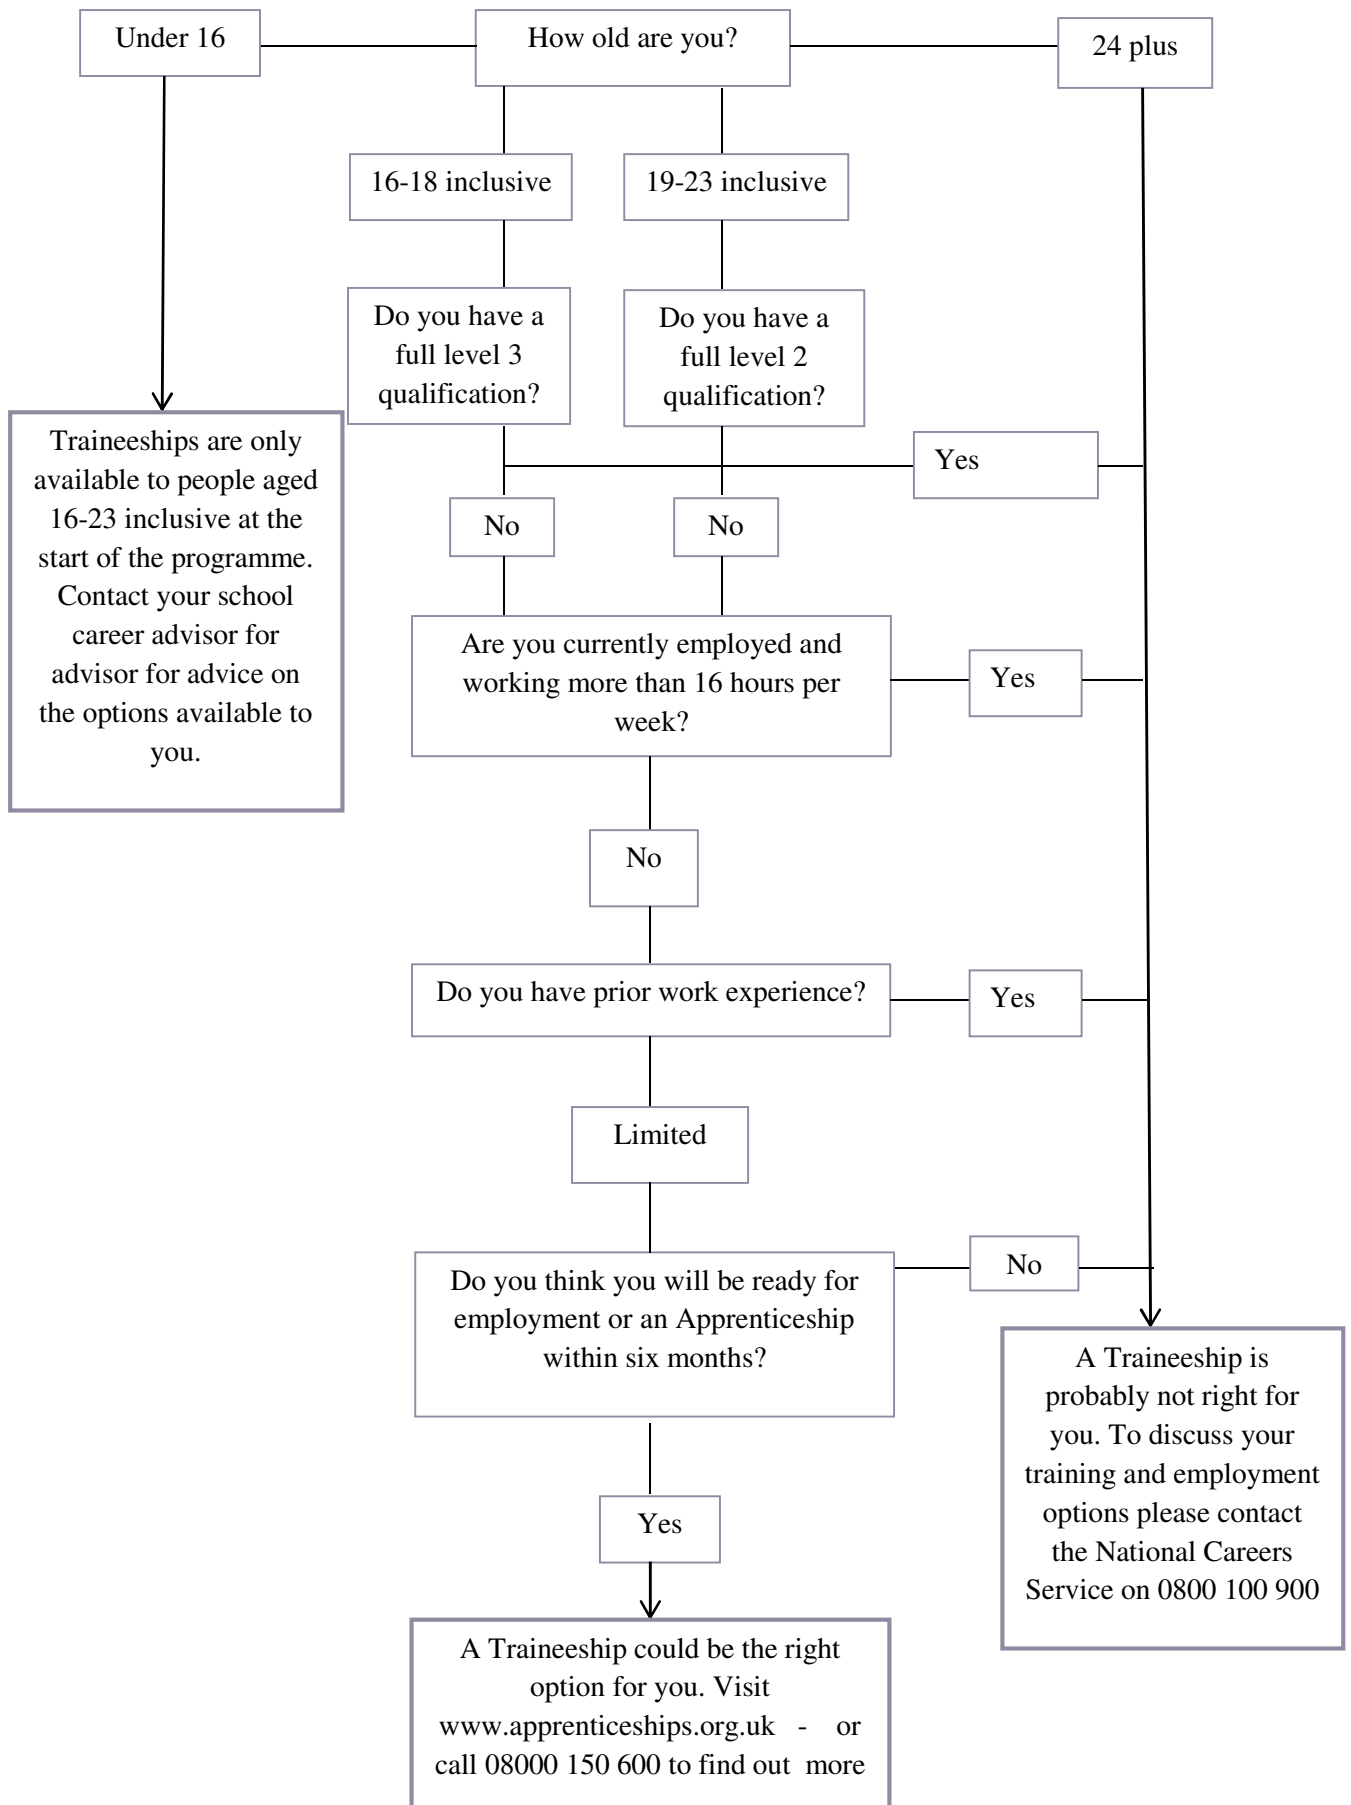 Under 16
How old are you?
24 plus
16-18 inclusive
19-23 inclusive
Do you have a
full level 3
qualification?
Do you have a
full level 2
qualification?
Traineeships are only
available to people aged
16-23 inclusive at the
start of the programme.
Contact your school
career advisor for
advisor for advice on
the options available to
you.
Yes
No
No
Are you currently employed and
working more than 16 hours per
week?
Yes
No
Do you have prior work experience?
Yes
Limited
Do you think you will be ready for
employment or an Apprenticeship
within six months?
No
A Traineeship is
probably not right for
you. To discuss your
training and employment
options please contact
the National Careers
Service on 0800 100 900
Yes
A Traineeship could be the right
option for you. Visit
www.apprenticeships.org.uk - or
call 08000 150 600 to find out more